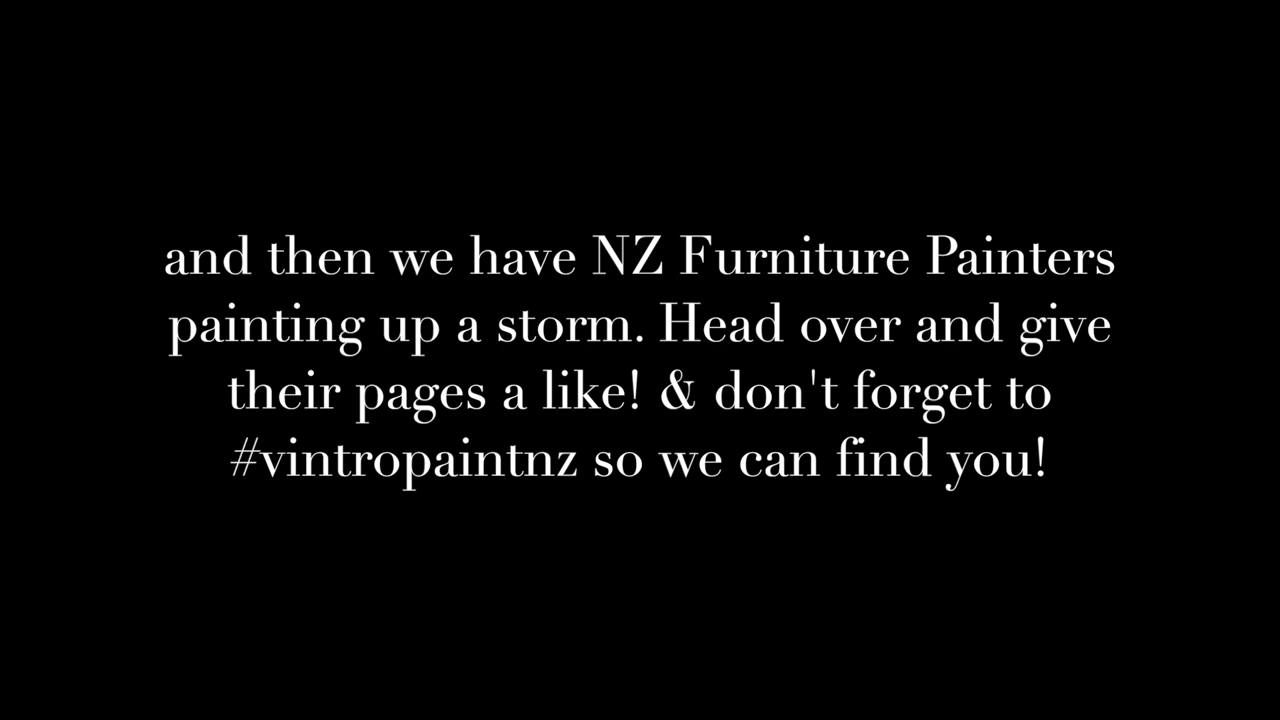 and then we have NZ Furniture Painters
painting up a storm. Head over and give
their pages a like! & don't forget to
#vintropaintnz so we can find you!